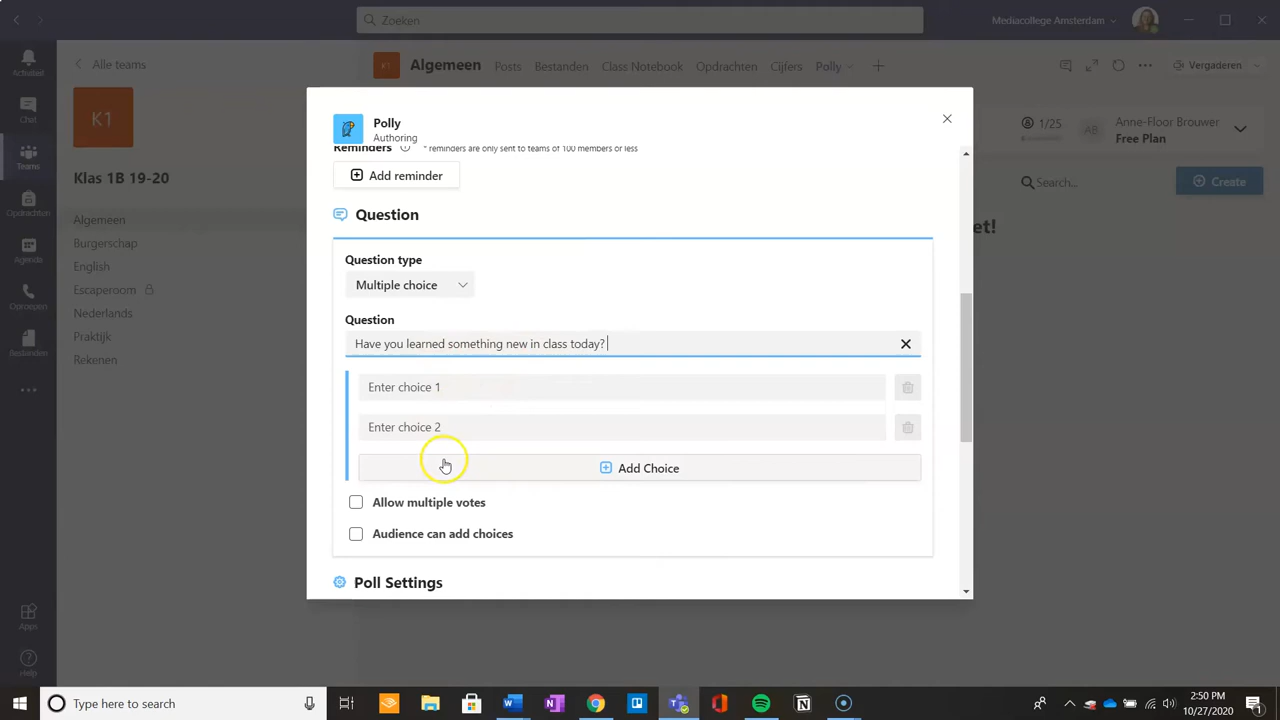 Zoeken
Mediacollege Amsterdam
Activiteit
Chat
Teams
Opdrachten
Agenda
Oproepen
Bestanden
Apps
Help
Alle teams
K1
Klas 1B 19-20
Algemeen
Burgerschap
English
Escaperoom
Nederlands
Praktijk
Rekenen
K1
Algemeen
Posts
Bestanden
Class Notebook
Opdrachten
Cijfers
Polly
Vergaderen
1/25
AB
Anne-Floor Brouwer
Free Plan
Search...
Create
et!
Polly
Authoring
Reminders
* reminders are only sent to teams of 100 members or less
Add reminder
Question
Question type
Multiple choice
Question
Have you learned something new in class today?
Enter choice 1
Enter choice 2
Add Choice
Allow multiple votes
Audience can add choices
Poll Settings
Type here to search
2:50 PM
10/27/2020